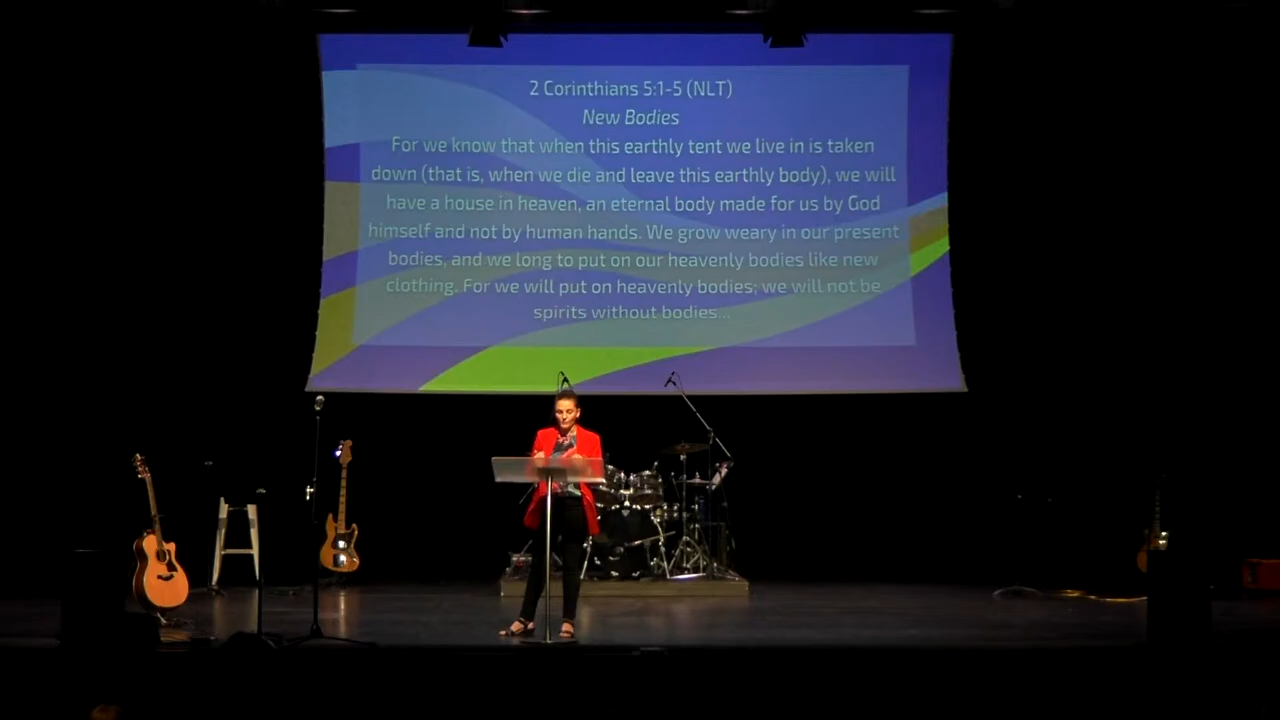 2 Corinthians 5:1-5 (NLT)
New Bodies
For we know that when this earthly tent we live in is taken
down (that is, when we die and leave this earthly body), we will
have a house in heaven, an eternal body made for us by God
himself and not by human hands. We grow weary in our present
bodies, and we long to put on our heavenly bodies like new
clothing. For we will put on heavenly bodies; we will not be
spirits without bodies...